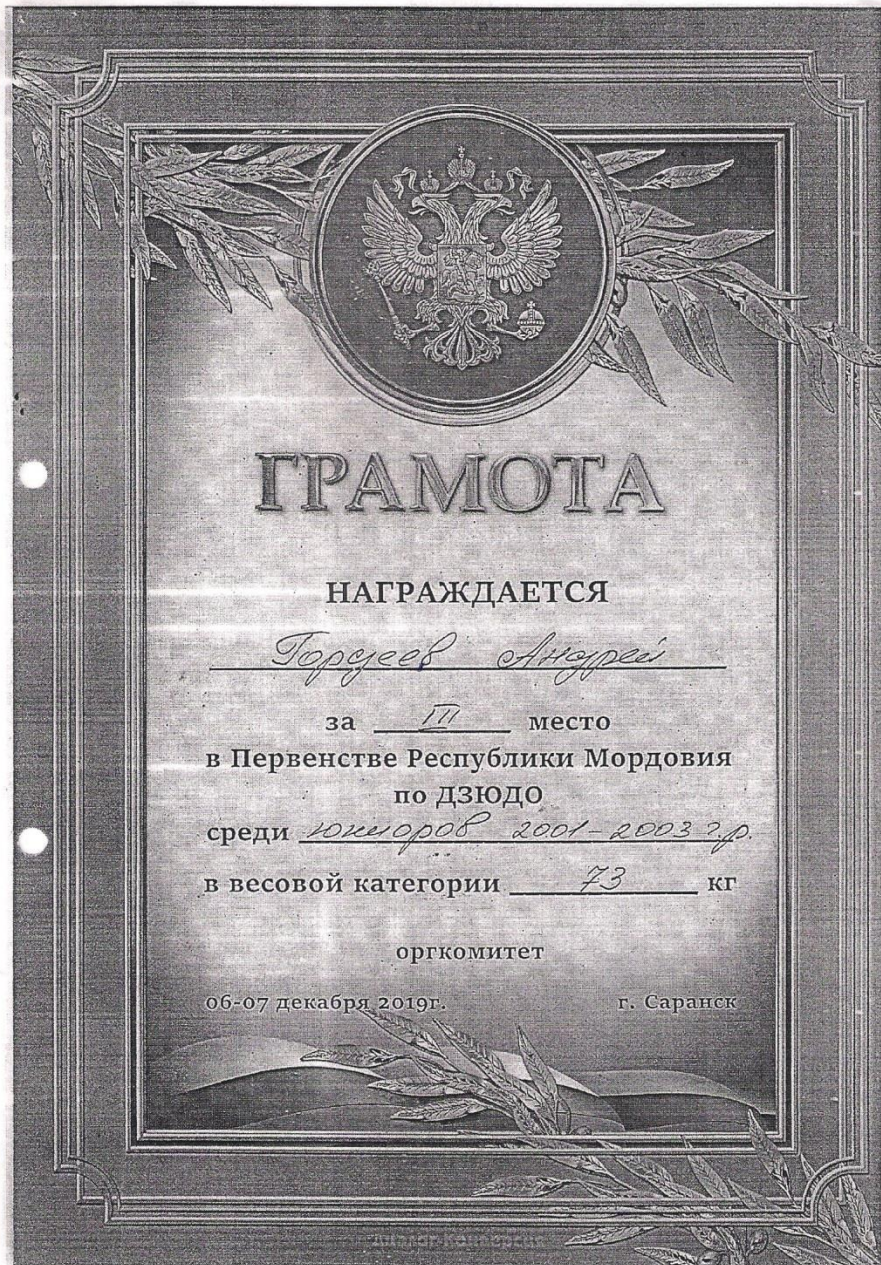 ГРАМОТА
НАГРАЖДАЕТСЯ
Гордеев Андрей
за III место
в Первенстве Республики Мордовия
по ДЗЮДО
среди юниоров 2001-2003 г.р.
в весовой категории 73 кг
оргкомитет
06-07 декабря 2019г. г. Саранск